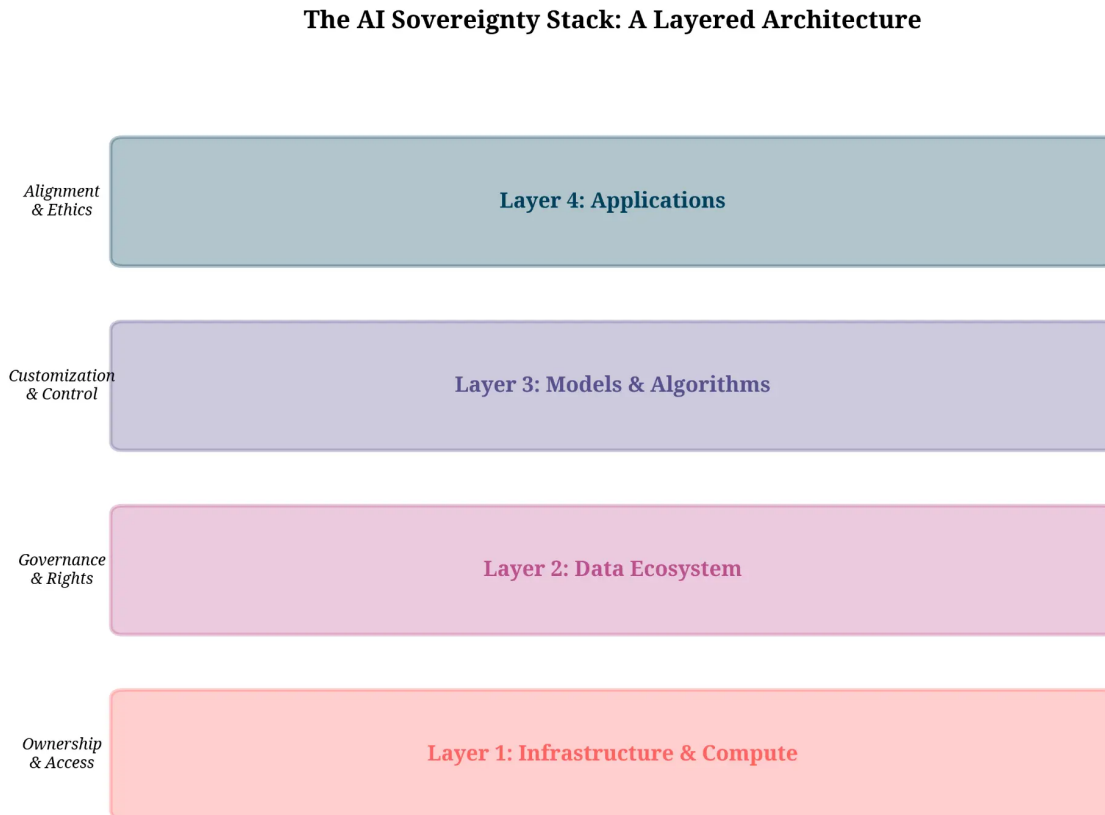 The AI Sovereignty Stack: A Layered Architecture
Alignment
& Ethics
Layer 4: Applications
Customization
& Control
Layer 3: Models & Algorithms
Governance
& Rights
Layer 2: Data Ecosystem
Ownership
& Access
Layer 1: Infrastructure & Compute